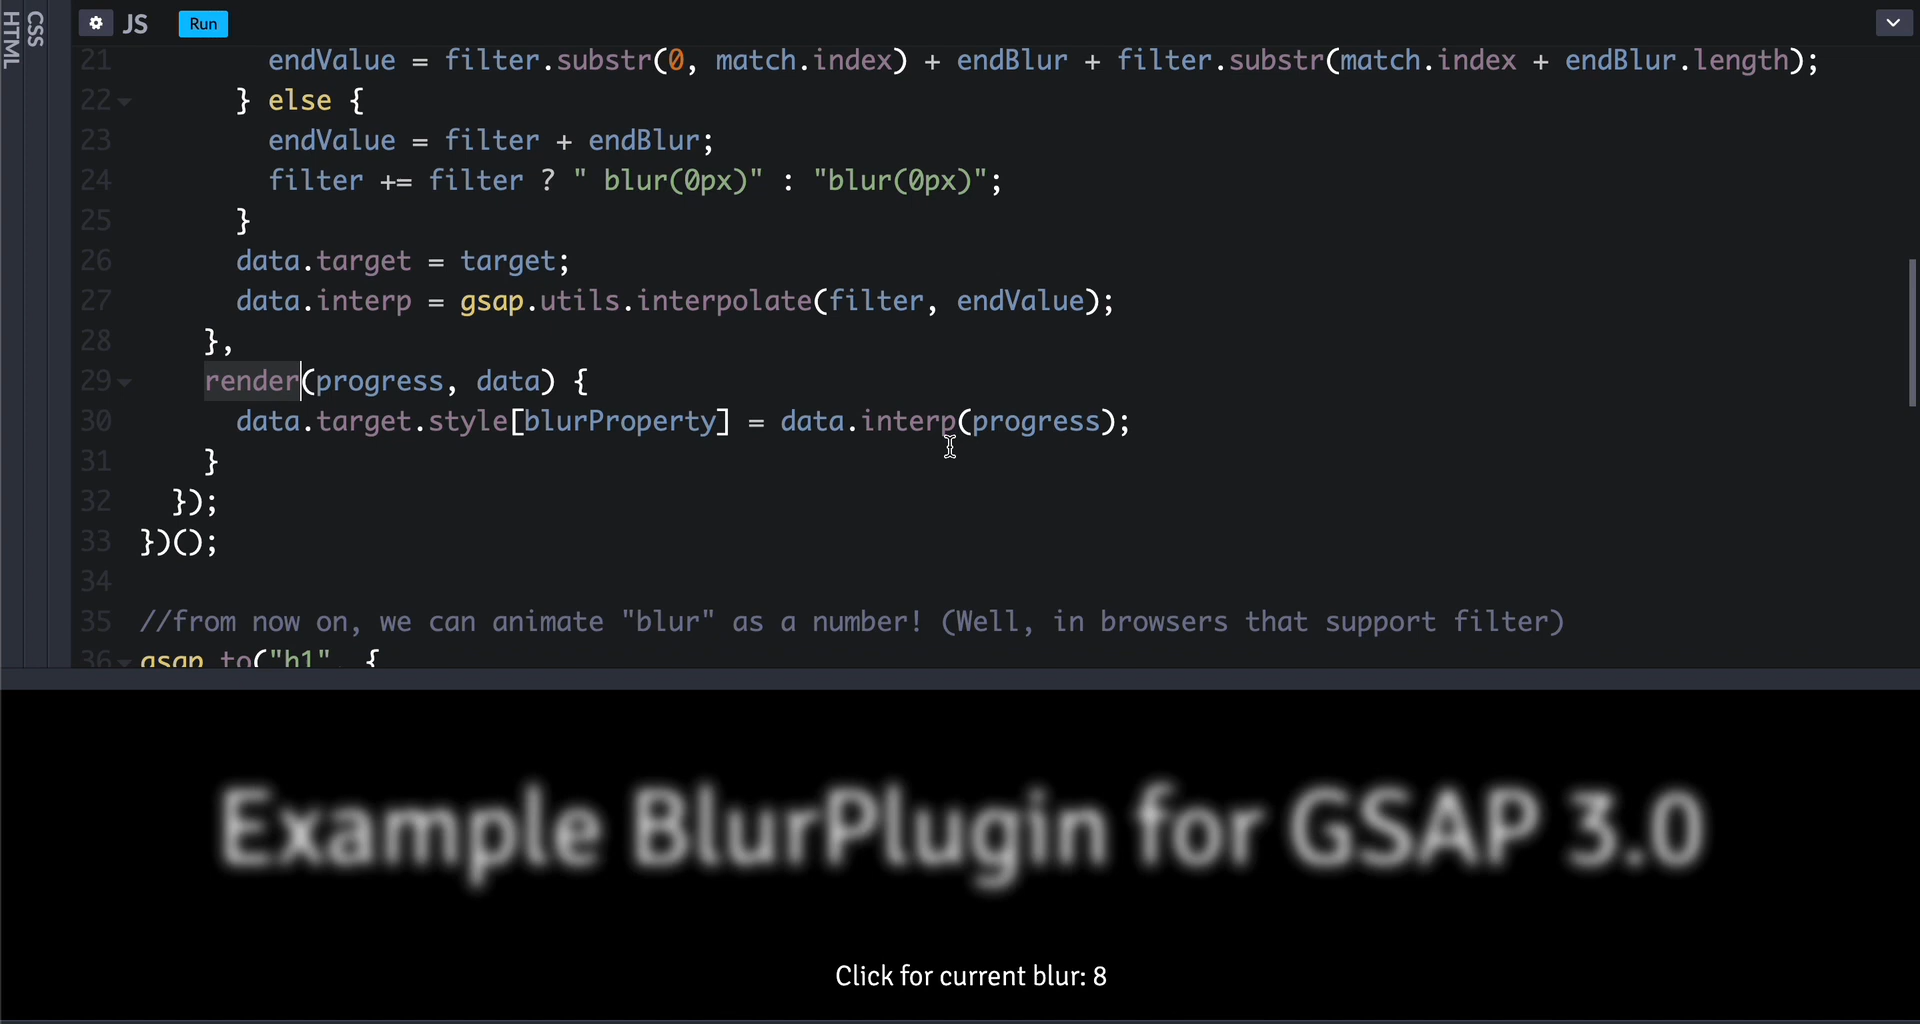 HTML
CSS
JS
Run
21 endValue = filter.substr(0, match.index) + endBlur + filter.substr(match.index + endBlur.length);
22 } else {
23 endValue = filter + endBlur;
24 filter += filter ? " blur(0px)" : "blur(0px)";
25 }
26 data.target = target;
27 data.interp = gsap.utils.interpolate(filter, endValue);
28 },
29 render(progress, data) {
30 data.target.style[blurProperty] = data.interp(progress);
31 }
32 });
33 })();
34
35 //from now on, we can animate "blur" as a number! (Well, in browsers that support filter)
36 gsap.to("h1", {
Example BlurPlugin for GSAP 3.0
Click for current blur: 8